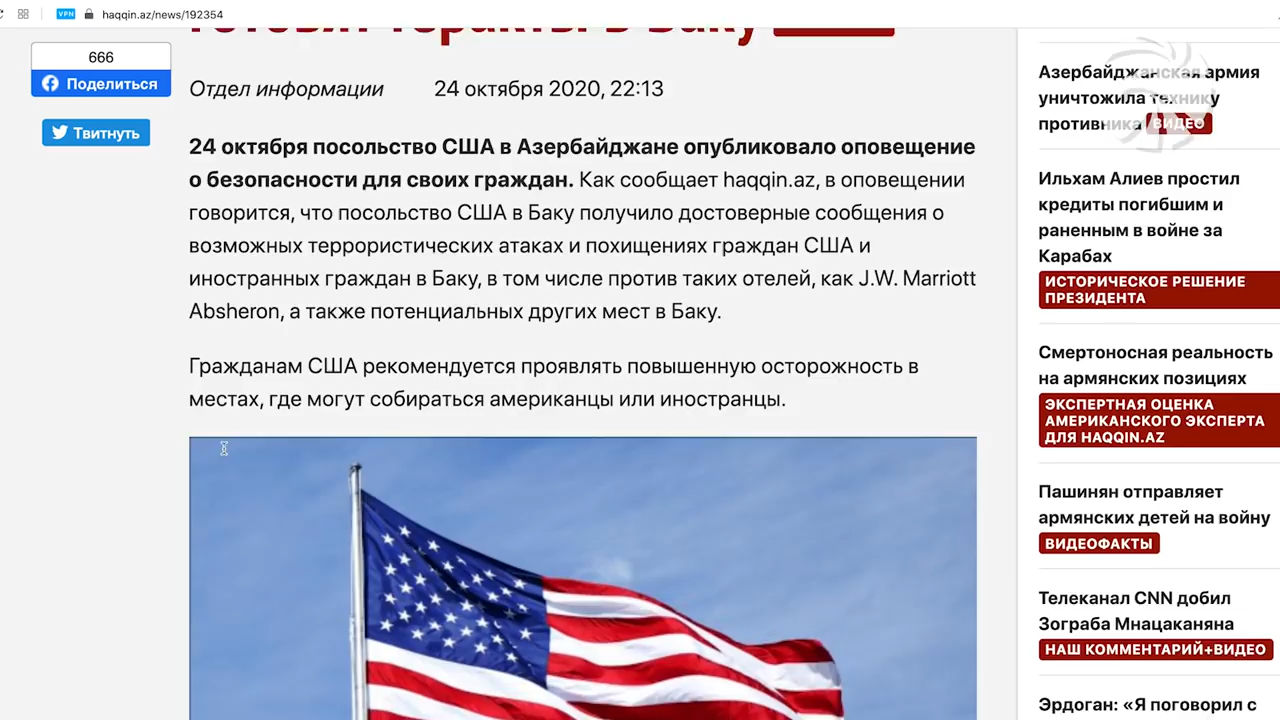 VPN
haqqin.az/news/192354
готовят теракты в Баку
666
Поделиться
Твитнуть
Отдел информации 24 октября 2020, 22:13
24 октября посольство США в Азербайджане опубликовало оповещение
о безопасности для своих граждан. Как сообщает haqqin.az, в оповещении
говорится, что посольство США в Баку получило достоверные сообщения о
возможных террористических атаках и похищениях граждан США и
иностранных граждан в Баку, в том числе против таких отелей, как J.W. Marriott
Absheron, а также потенциальных других мест в Баку.
Гражданам США рекомендуется проявлять повышенную осторожность в
местах, где могут собираться американцы или иностранцы.
Азербайджанская армия
уничтожила технику
противника ВИДЕО
Ильхам Алиев простил
кредиты погибшим и
раненным в войне за
Карабах
ИСТОРИЧЕСКОЕ РЕШЕНИЕ
ПРЕЗИДЕНТА
Смертоносная реальность
на армянских позициях
ЭКСПЕРТНАЯ ОЦЕНКА
АМЕРИКАНСКОГО ЭКСПЕРТА
ДЛЯ HAQQIN.AZ
Пашинян отправляет
армянских детей на войну
ВИДЕОФАКТЫ
Телеканал CNN добил
Зограба Мнацаканяна
НАШ КОММЕНТАРИЙ+ВИДЕО
Эрдоган: «Я поговорил с